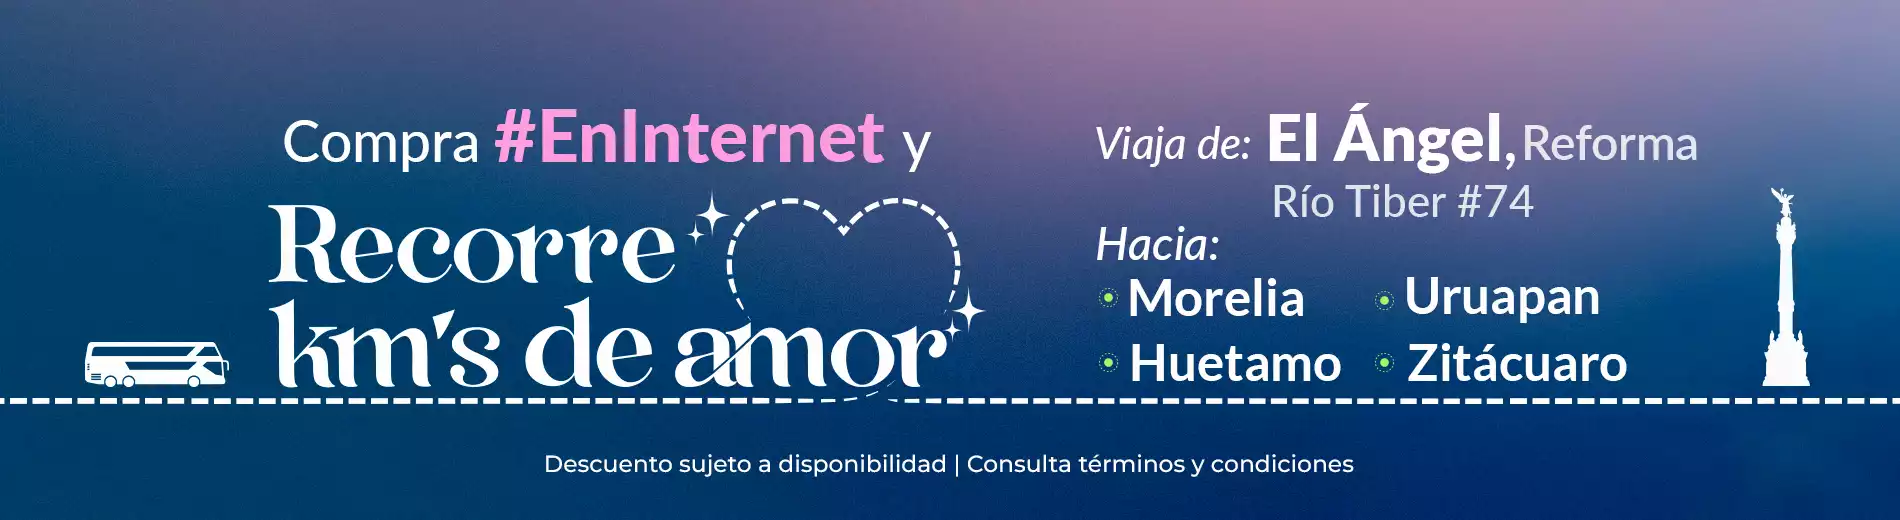 Compra #EnInternet y
Recorre
km's de amor
Viaja de: El Ángel, Reforma
Río Tiber #74
Hacia:
Morelia
Uruapan
Huetamo
Zitácuaro
Descuento sujeto a disponibilidad | Consulta términos y condiciones